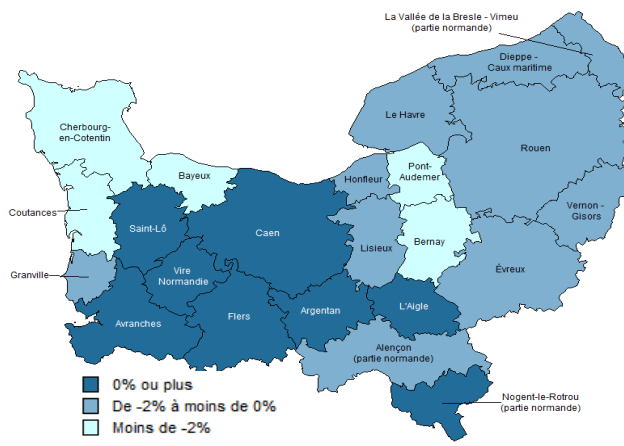 La Vallée de la Bresle - Vimeu
(partie normande)
Dieppe -
Caux maritime
Le Havre
Cherbourg-
en-Cotentin
Rouen
Pont-
Audemer
Bayeux
Honfleur
Vernon -
Gisors
Coutances
Saint-Lô
Caen
Lisieux
Bernay
Évreux
Granville
Vire
Normandie
L'Aigle
Avranches
Flers
Argentan
Alençon
(partie normande)
Nogent-le-Rotrou
(partie normande)
0% ou plus
De -2% à moins de 0%
Moins de -2%